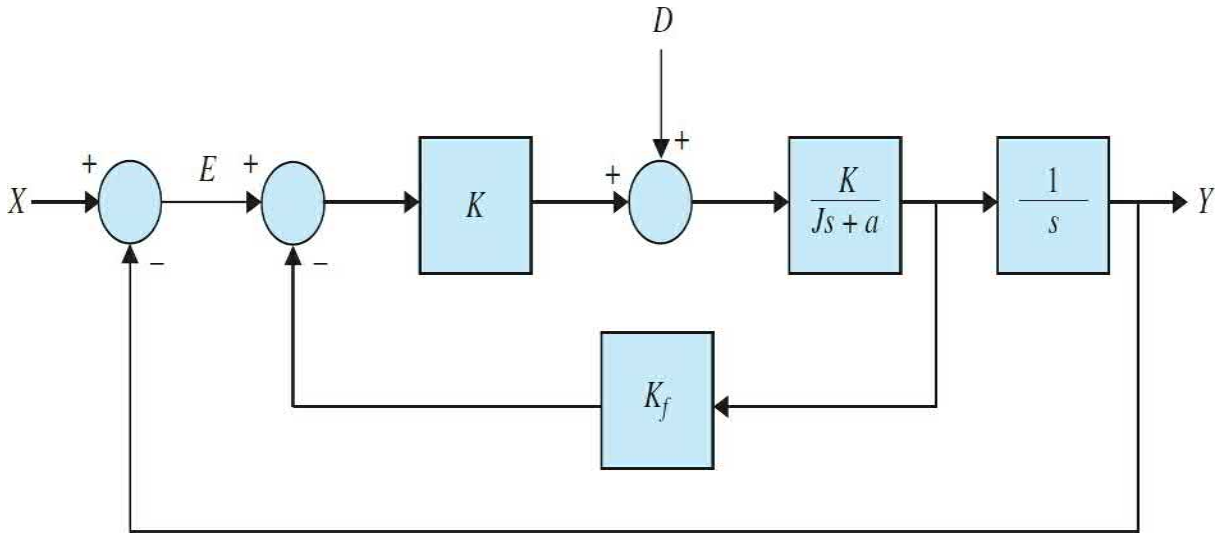 D
+
+ E + + 
X K K/(Js + a) 1/s Y
− −
K_f